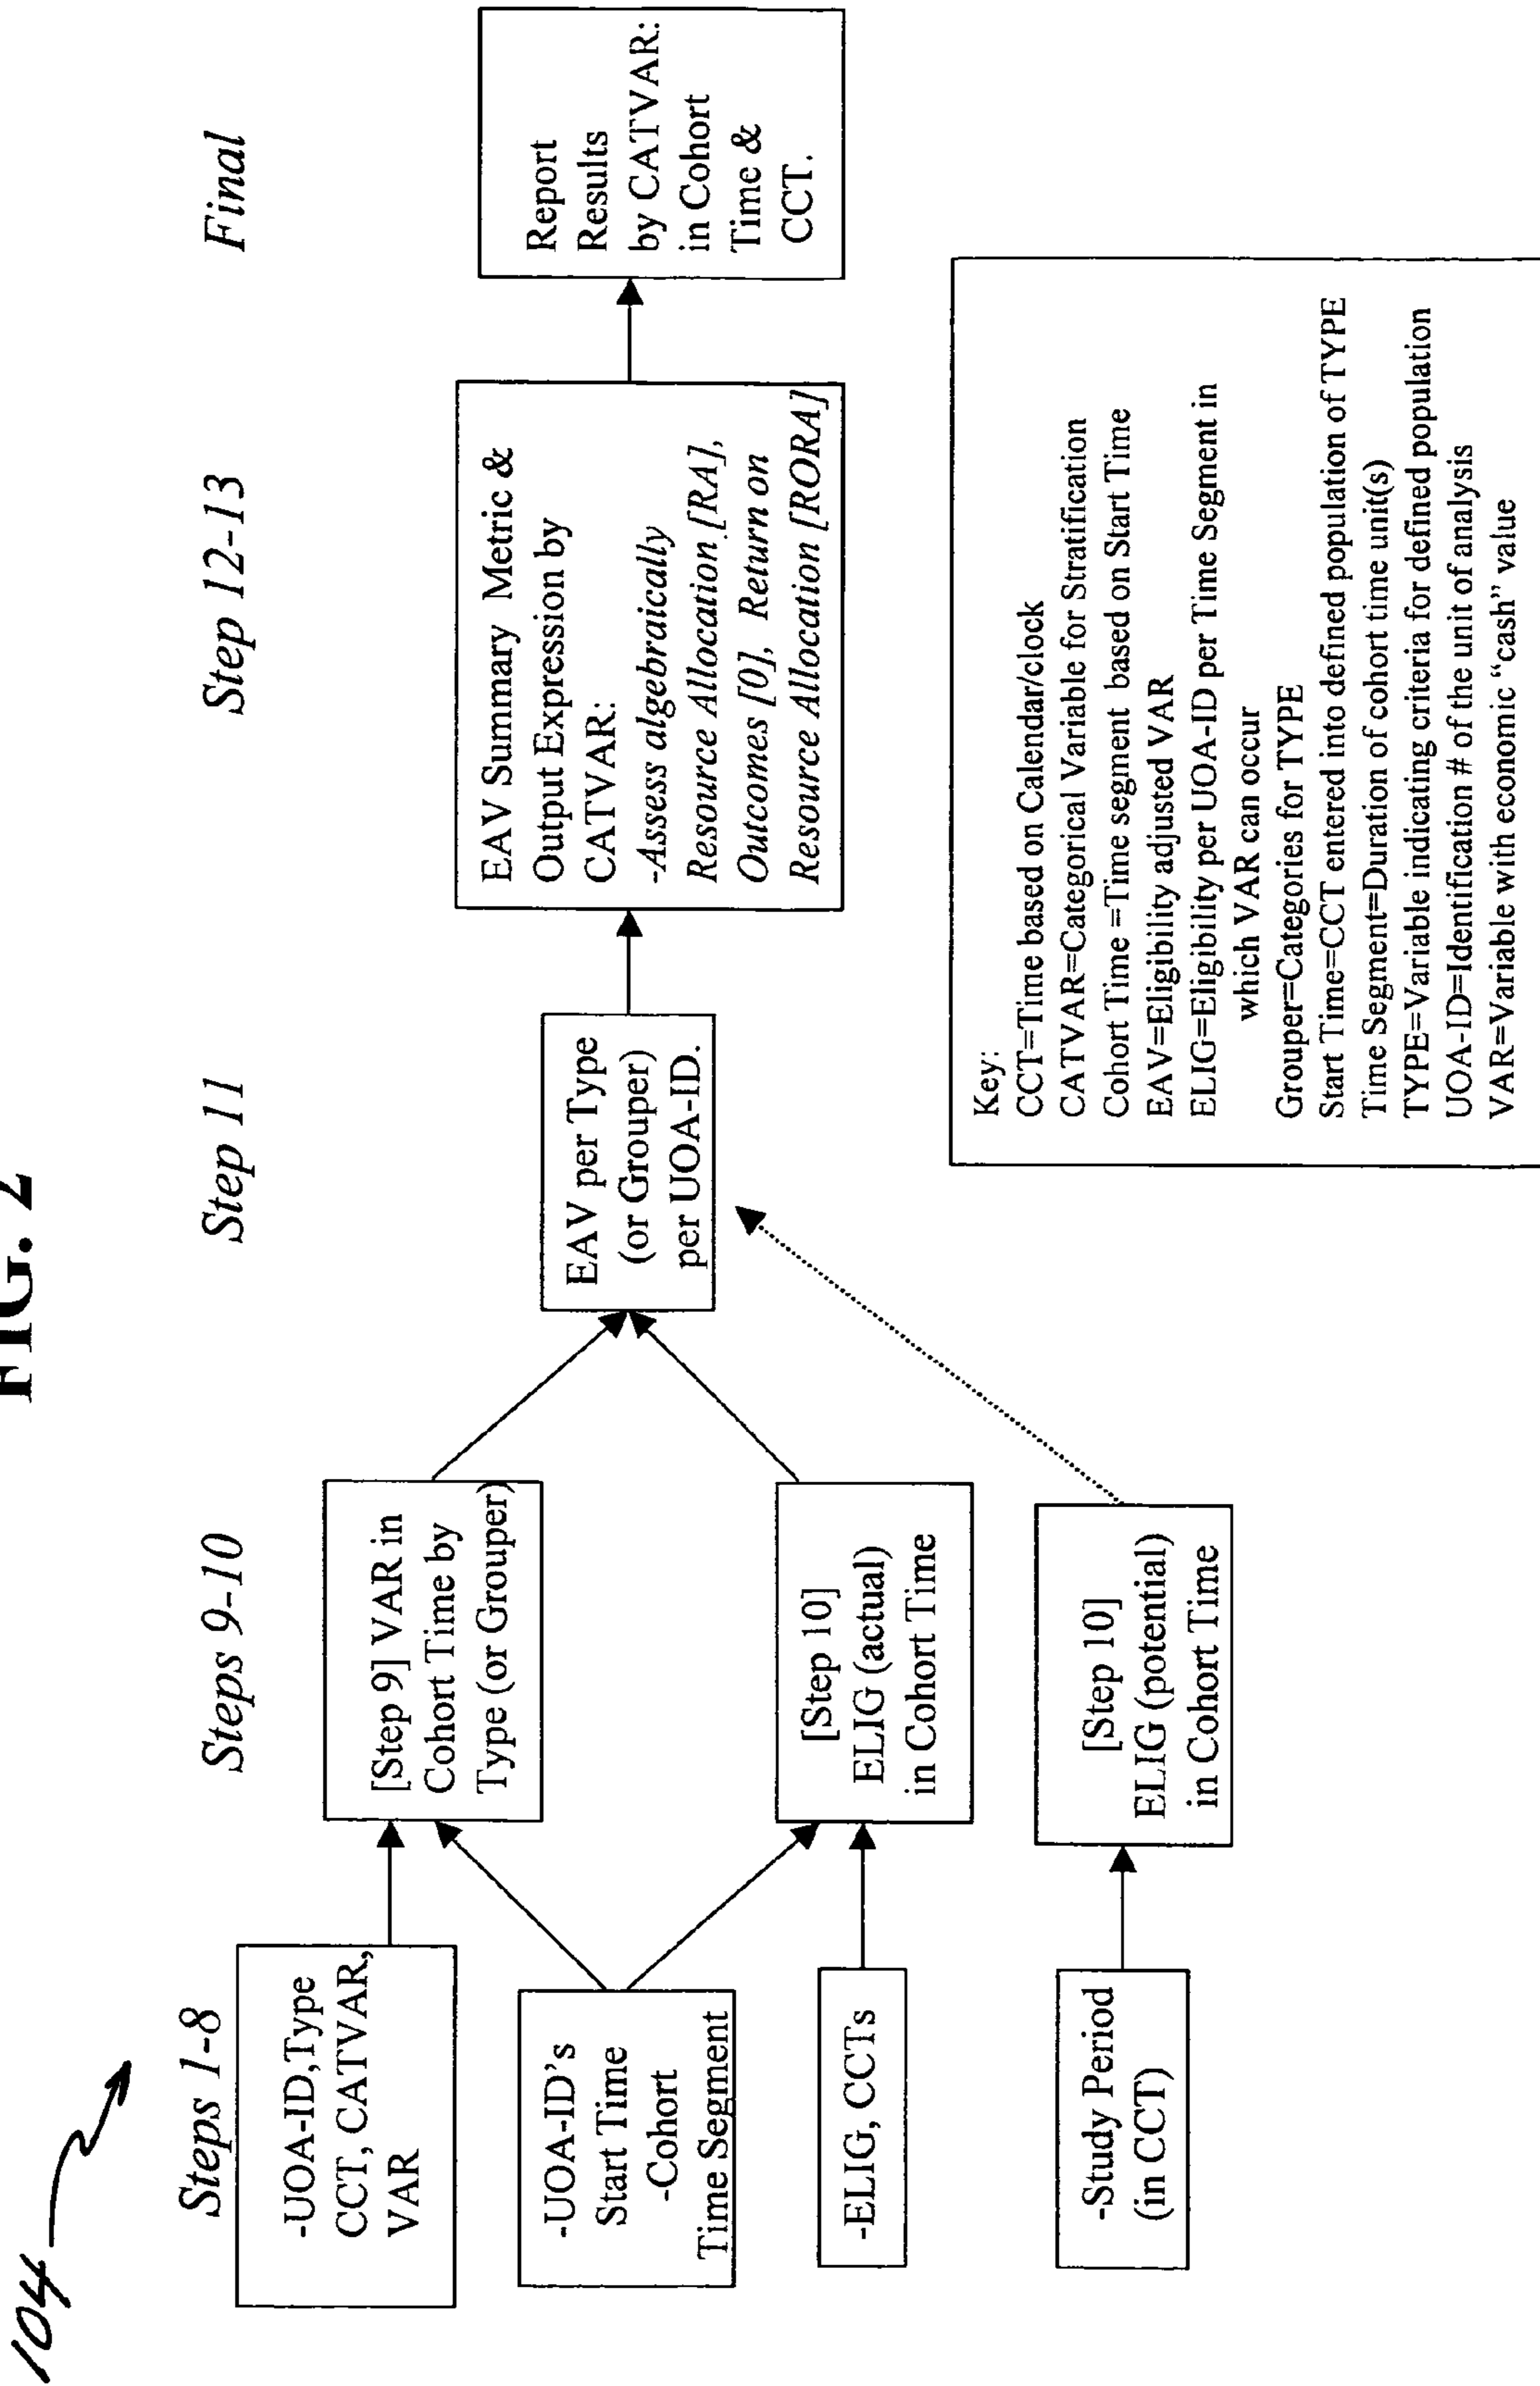 FIG. 2
104
Steps 1-8
Steps 9-10
Step 11
Step 12-13
Final
-UOA-ID,Type
CCT, CATVAR,
VAR
-UOA-ID's
Start Time
-Cohort
Time Segment
-ELIG, CCTs
-Study Period
(in CCT)
[Step 9] VAR in
Cohort Time by
Type (or Grouper)
[Step 10]
ELIG (actual)
in Cohort Time
[Step 10]
ELIG (potential)
in Cohort Time
EAV per Type
(or Grouper)
per UOA-ID.
EAV Summary Metric &
Output Expression by
CATVAR:
-Assess algebraically
Resource Allocation [RA],
Outcomes [0], Return on
Resource Allocation [RORA]
Report
Results
by CATVAR:
in Cohort
Time &
CCT.
Key:
CCT=Time based on Calendar/clock
CATVAR=Categorical Variable for Stratification
Cohort Time =Time segment based on Start Time
EAV=Eligibility adjusted VAR
ELIG=Eligibility per UOA-ID per Time Segment in
which VAR can occur
Grouper=Categories for TYPE
Start Time=CCT entered into defined population of TYPE
Time Segment=Duration of cohort time unit(s)
TYPE=Variable indicating criteria for defined population
UOA-ID=Identification # of the unit of analysis
VAR=Variable with economic "cash" value